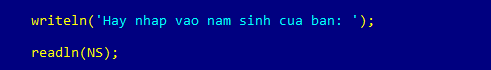 writeln('Hay nhap vao nam sinh cua ban: ');
readln(NS);